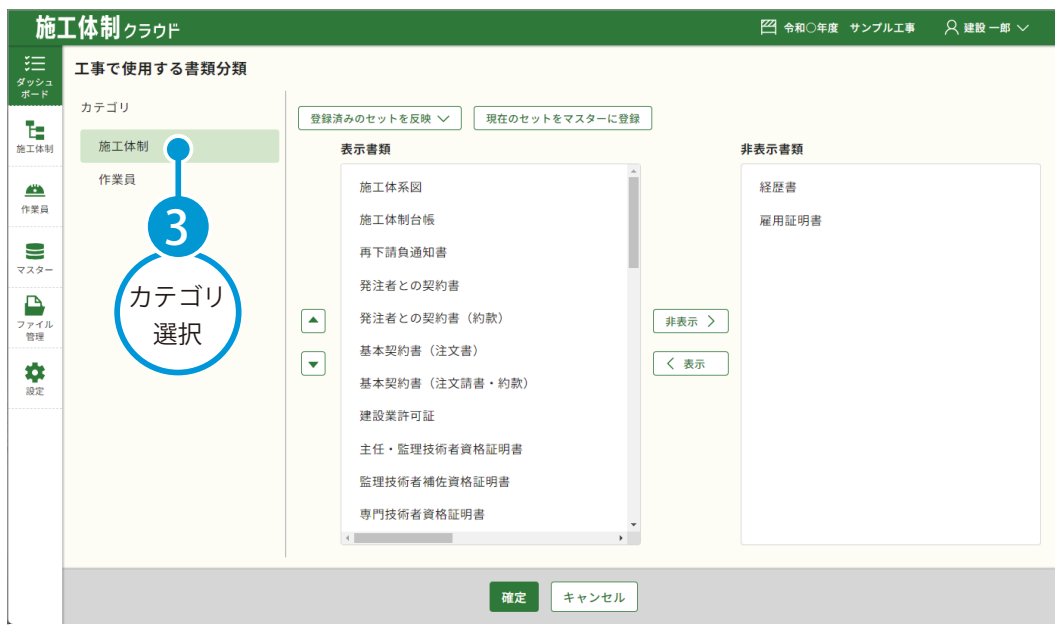 施工体制クラウド
令和○年度 サンプル工事
建設 一郎
ダッシュ
ボード
施工体制
作業員
マスター
ファイル
管理
設定
工事で使用する書類分類
カテゴリ
施工体制
作業員
3
カテゴリ
選択
登録済みのセットを反映
現在のセットをマスターに登録
表示書類
施工体系図
施工体制台帳
再下請負通知書
発注者との契約書
発注者との契約書（約款）
基本契約書（注文書）
基本契約書（注文請書・約款）
建設業許可証
主任・監理技術者資格証明書
監理技術者補佐資格証明書
専門技術者資格証明書
非表示
表示
非表示書類
経歴書
雇用証明書
確定
キャンセル